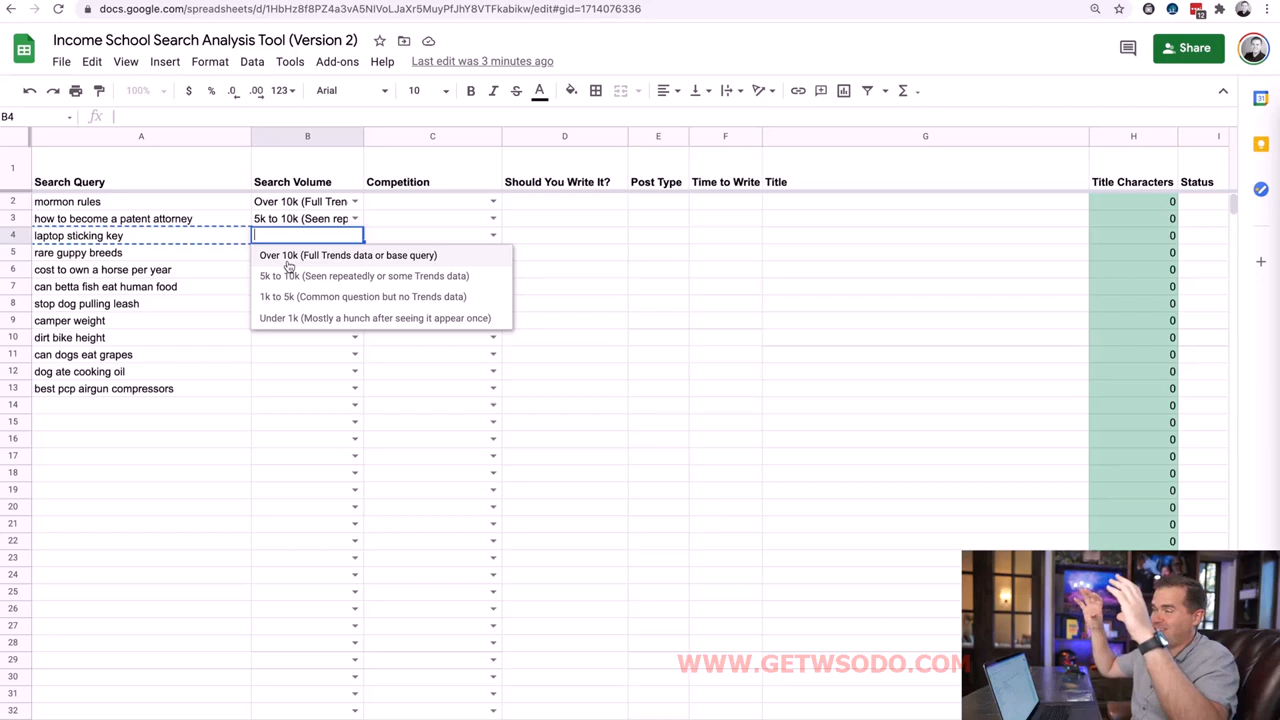 docs.google.com/spreadsheets/d/1HbHz8f8PZ4a3vA5NlVoLJaXr5MuyPfJhY8VTFkabikw/edit#gid=1714076336
12
Income School Search Analysis Tool (Version 2)
File Edit View Insert Format Data Tools Add-ons Help Last edit was 3 minutes ago
Share
100% $ % .0 .00 123 Arial 10 B I S A
31
B4 fx
A B C D E F G H I
1 Search Query Search Volume Competition Should You Write It? Post Type Time to Write Title Title Characters Status
2 mormon rules Over 10k (Full Tren 0
3 how to become a patent attorney 5k to 10k (Seen rep 0
4 laptop sticking key 0
5 rare guppy breeds 0
6 cost to own a horse per year 0
7 can betta fish eat human food 0
8 stop dog pulling leash 0
9 camper weight 0
10 dirt bike height 0
11 can dogs eat grapes 0
12 dog ate cooking oil 0
13 best pcp airgun compressors 0
14 0
15 0
16 0
17 0
18 0
19 0
20 0
21 0
22 0
23
24
25
26
27
28
29
30
31
32
Over 10k (Full Trends data or base query)
5k to 10k (Seen repeatedly or some Trends data)
1k to 5k (Common question but no Trends data)
Under 1k (Mostly a hunch after seeing it appear once)
WWW.GETWSODO.COM